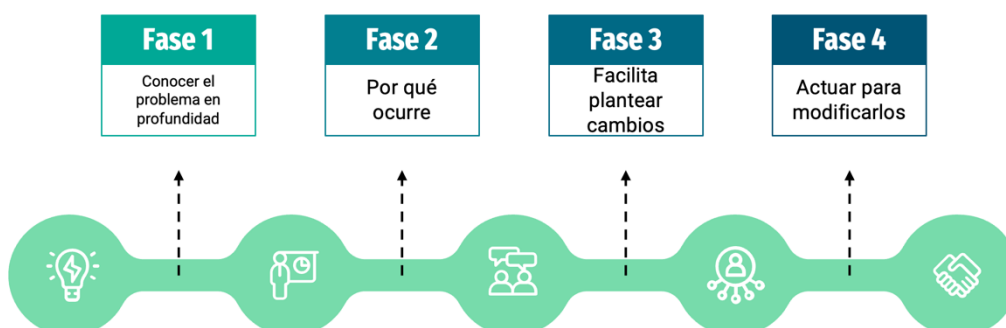 Fase 1
Conocer el
problema en
profundidad
Fase 2
Por qué
ocurre
Fase 3
Facilita
plantear
cambios
Fase 4
Actuar para
modificarlos